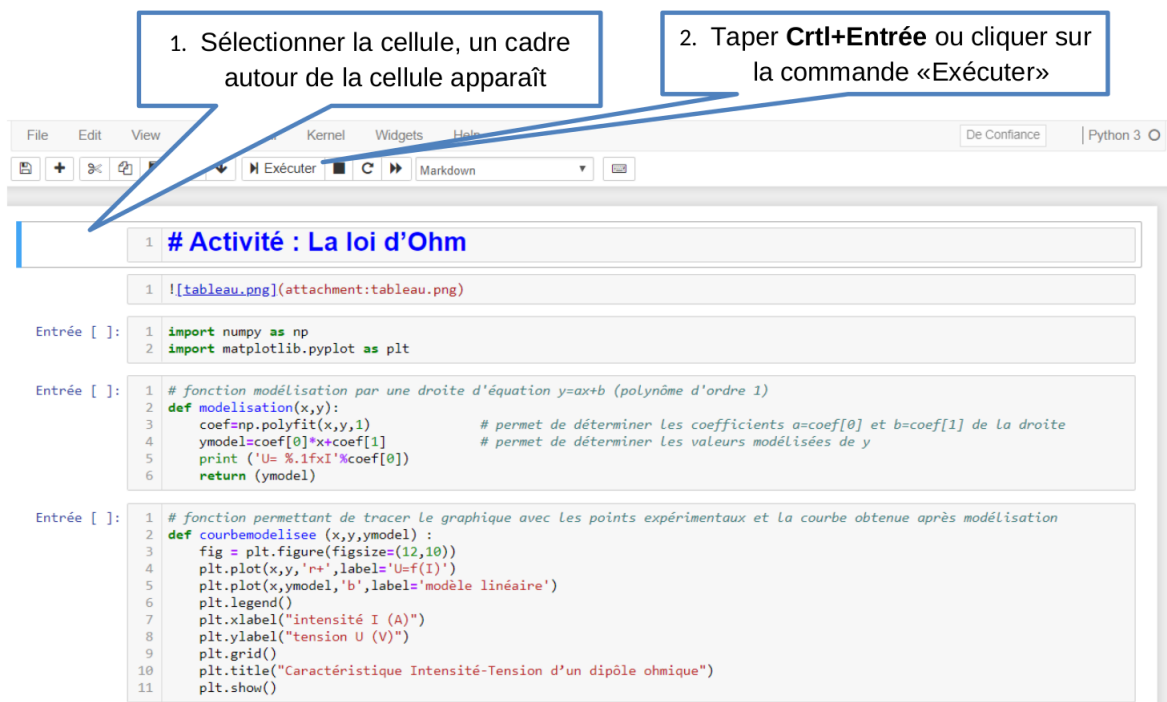 1. Sélectionner la cellule, un cadre
autour de la cellule apparaît
2. Taper Crtl+Entrée ou cliquer sur
la commande «Exécuter»
File Edit View Kernel Widgets Help De Confiance Python 3
Exécuter Markdown
1 # Activité : La loi d’Ohm
1 ![tableau.png](attachment:tableau.png)
Entrée [ ]: 1 import numpy as np
2 import matplotlib.pyplot as plt
Entrée [ ]: 1 # fonction modélisation par une droite d'équation y=ax+b (polynôme d'ordre 1)
2 def modelisation(x,y):
3 coef=np.polyfit(x,y,1) # permet de déterminer les coefficients a=coef[0] et b=coef[1] de la droite
4 ymodel=coef[0]*x+coef[1] # permet de déterminer les valeurs modélisées de y
5 print ('U= %.1fxI'%coef[0])
6 return (ymodel)
Entrée [ ]: 1 # fonction permettant de tracer le graphique avec les points expérimentaux et la courbe obtenue après modélisation
2 def courbemodelisee (x,y,ymodel) :
3 fig = plt.figure(figsize=(12,10))
4 plt.plot(x,y,'r+',label='U=f(I)')
5 plt.plot(x,ymodel,'b',label='modèle linéaire')
6 plt.legend()
7 plt.xlabel("intensité I (A)")
8 plt.ylabel("tension U (V)")
9 plt.grid()
10 plt.title("Caractéristique Intensité-Tension d’un dipôle ohmique")
11 plt.show()